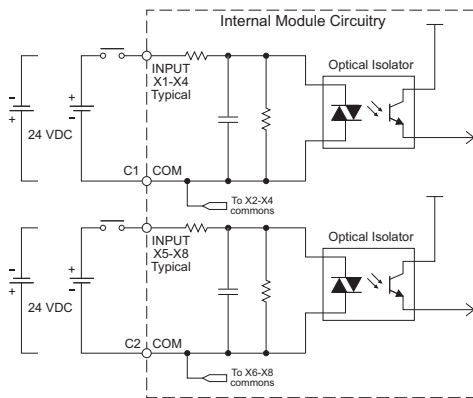 Internal Module Circuitry
INPUT
X1-X4
Typical
Optical Isolator
-
+
+
-
24 VDC
C1
COM
To X2-X4
commons
INPUT
X5-X8
Typical
Optical Isolator
-
+
+
-
24 VDC
C2
COM
To X6-X8
commons